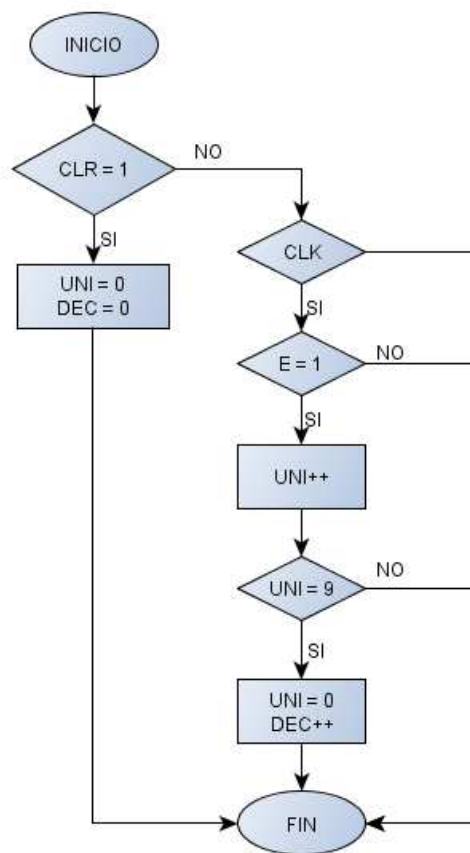 INICIO
CLR = 1
NO
SI
UNI = 0
DEC = 0
CLK
SI
E = 1
NO
SI
UNI++
UNI = 9
NO
SI
UNI = 0
DEC++
FIN